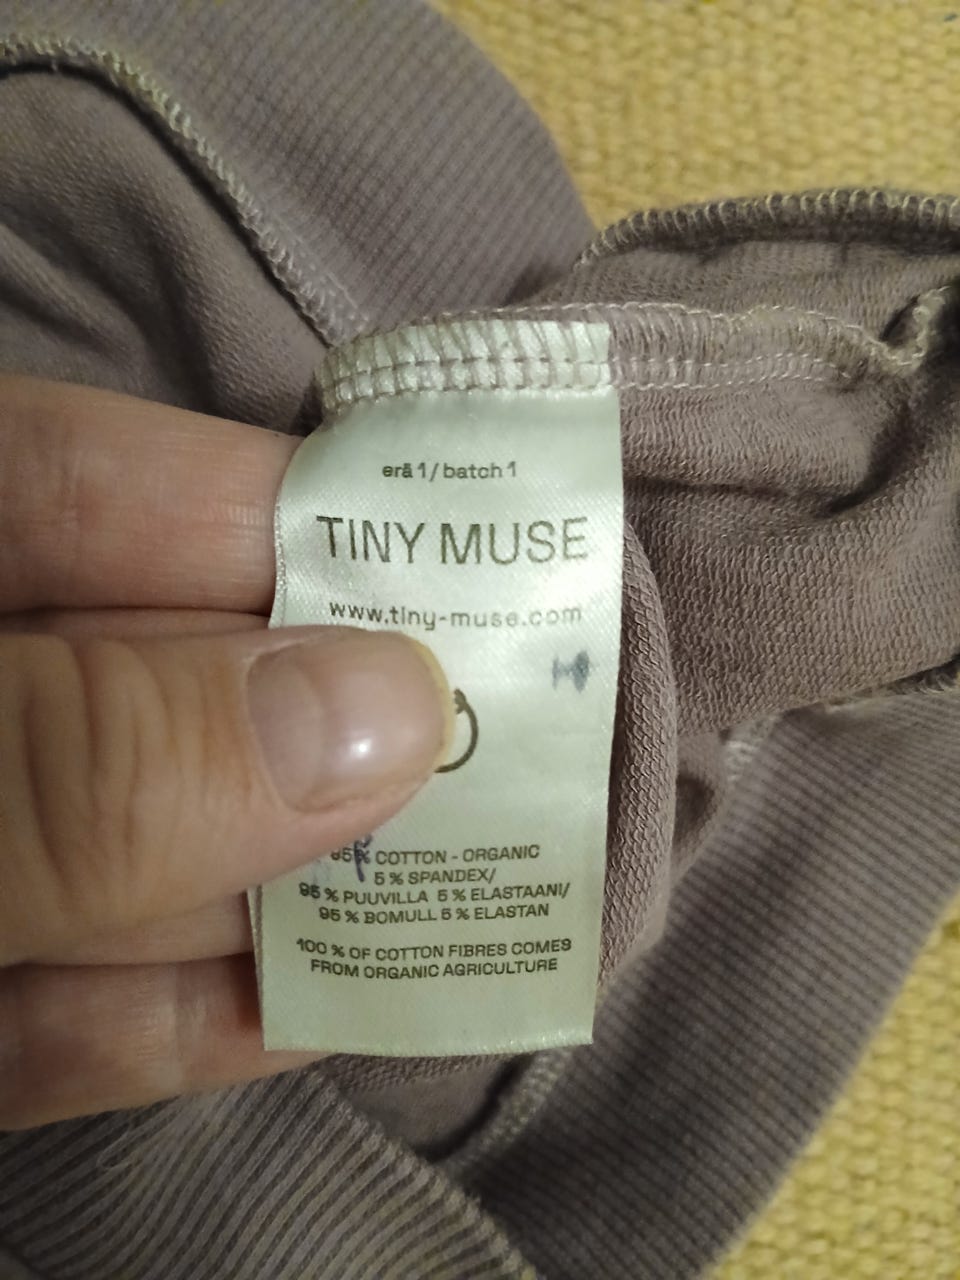 erä 1 / batch 1
TINY MUSE
www.tiny-muse.com
95% COTTON - ORGANIC
5 % SPANDEX/
95 % PUUVILLA 5 % ELASTAANI/
95 % BOMULL 5 % ELASTAN
100 % OF COTTON FIBRES COMES
FROM ORGANIC AGRICULTURE